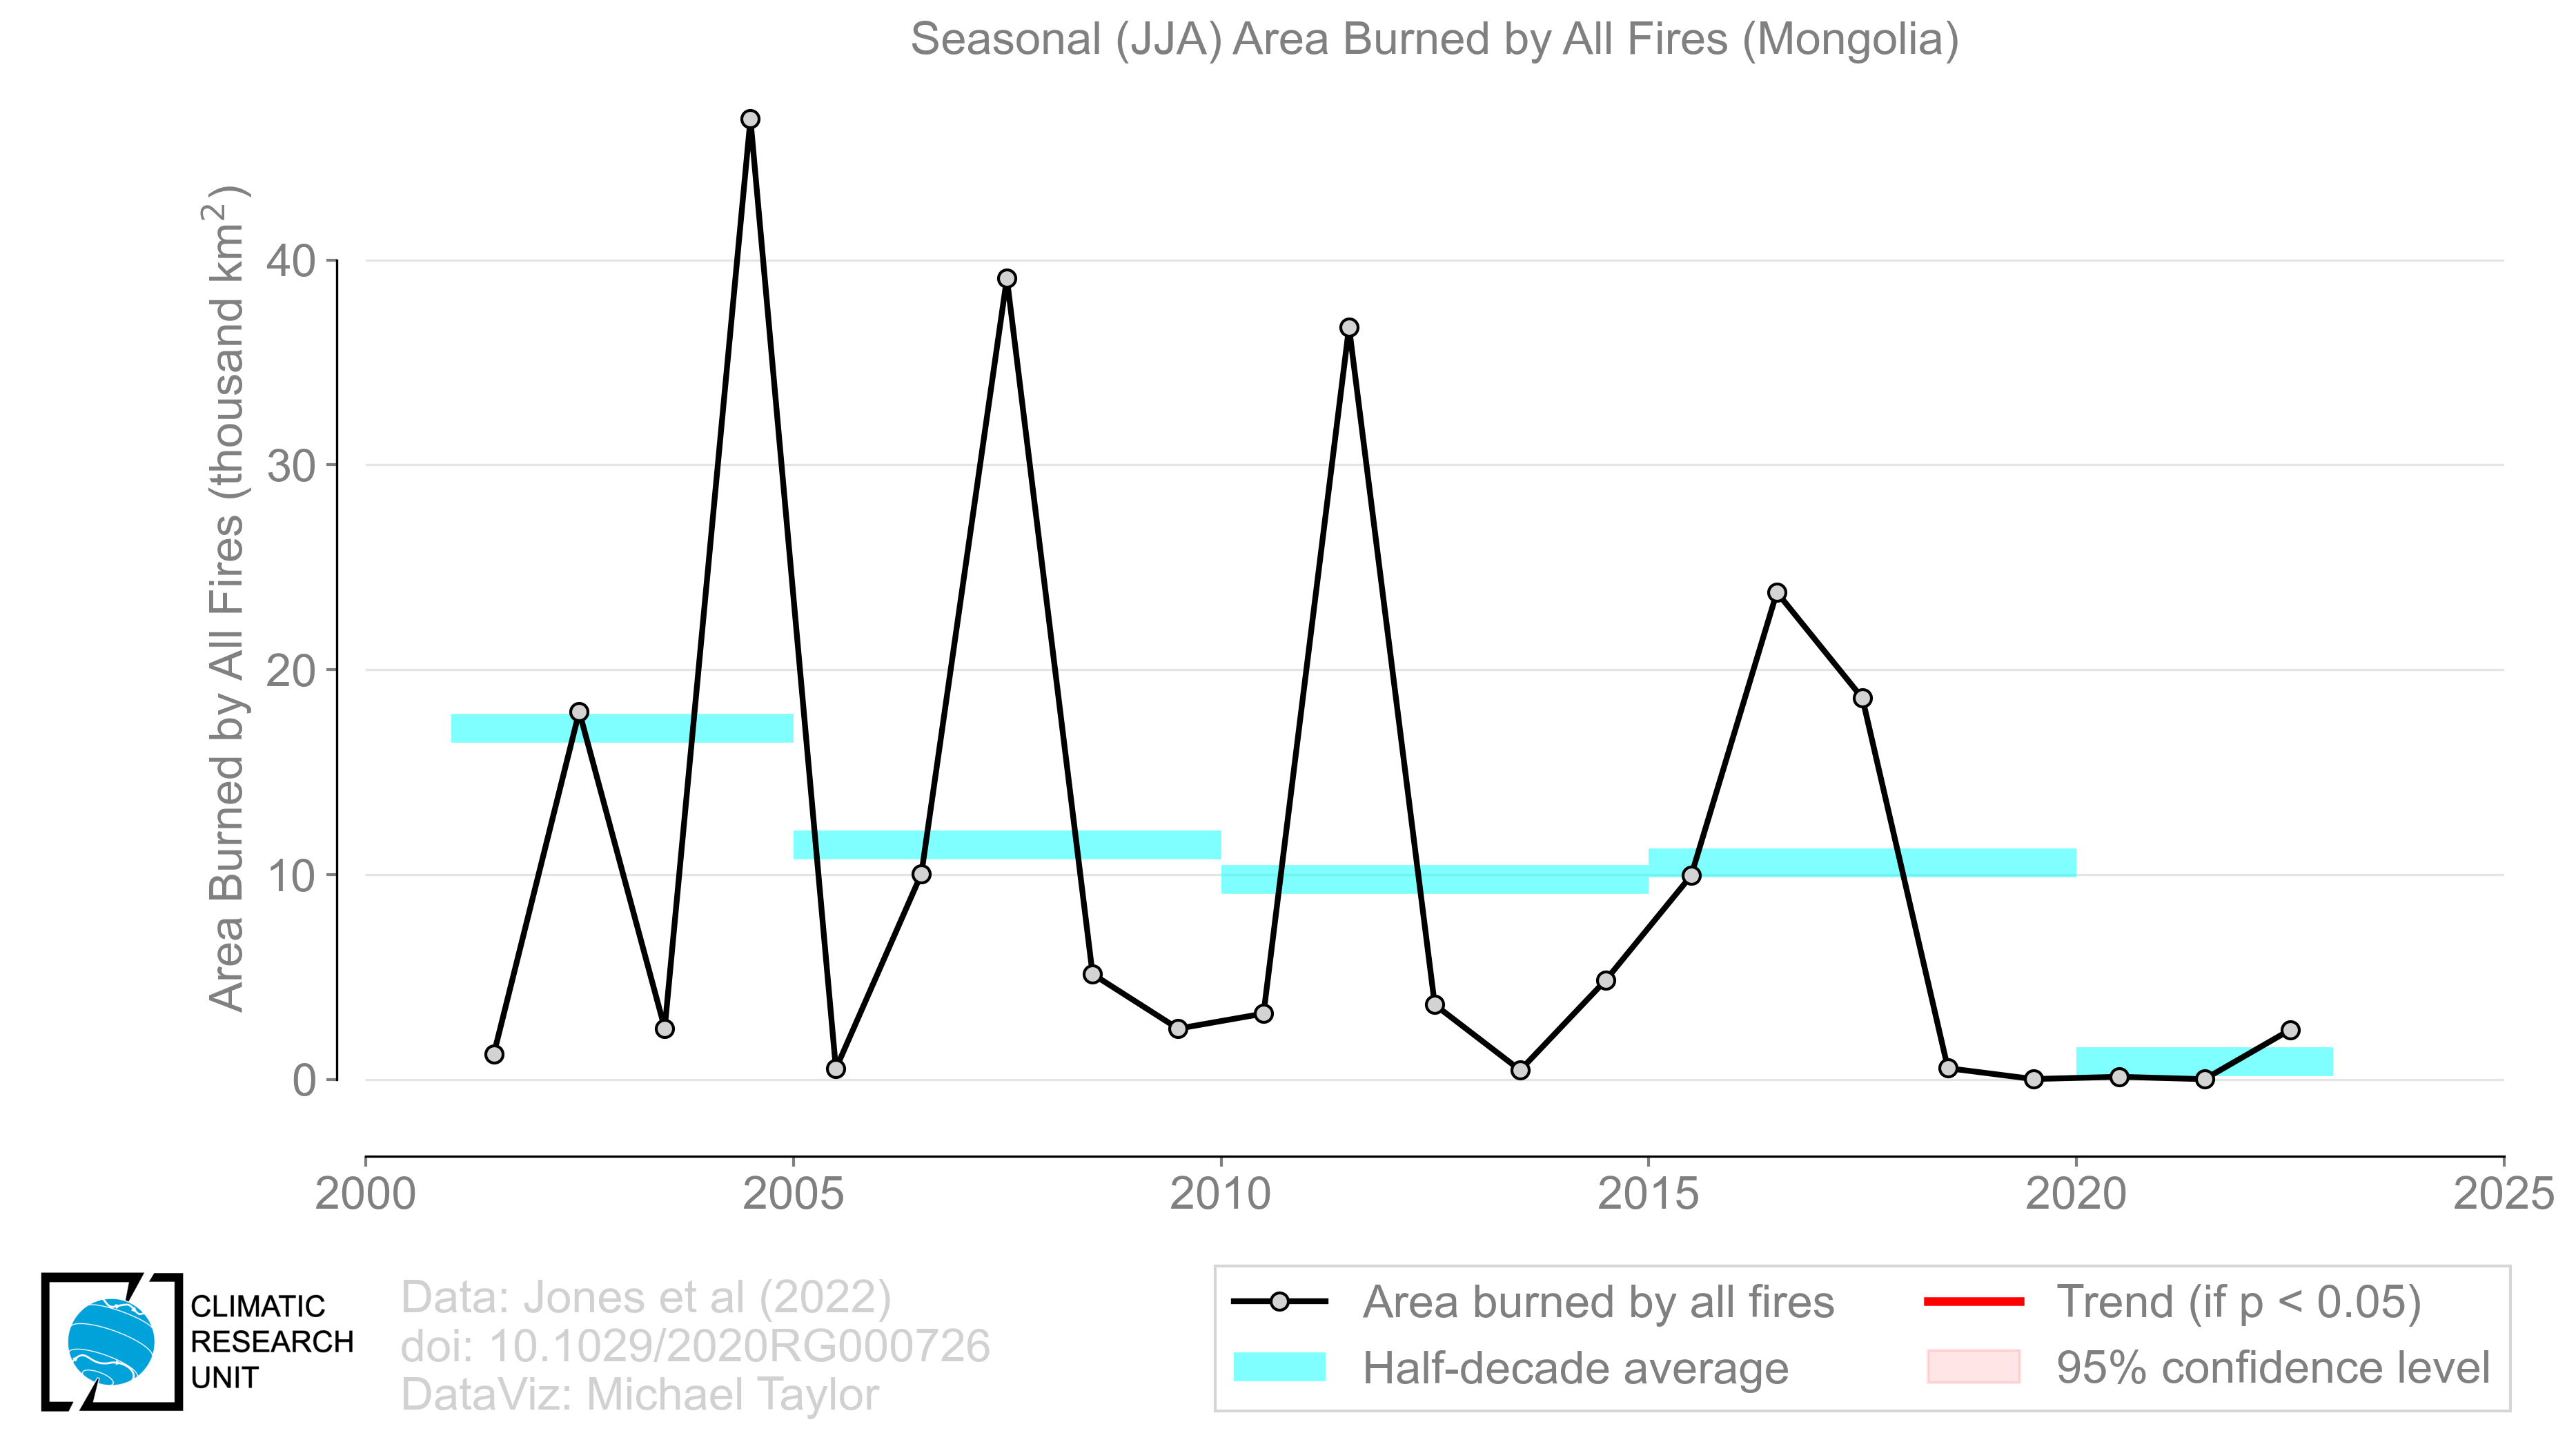 Seasonal (JJA) Area Burned by All Fires (Mongolia)
Area Burned by All Fires (thousand km²)
40
30
20
10
0
2000 2005 2010 2015 2020 2025
CLIMATIC
RESEARCH
UNIT
Data: Jones et al (2022)
doi: 10.1029/2020RG000726
DataViz: Michael Taylor
Area burned by all fires
Half-decade average
Trend (if p < 0.05)
95% confidence level